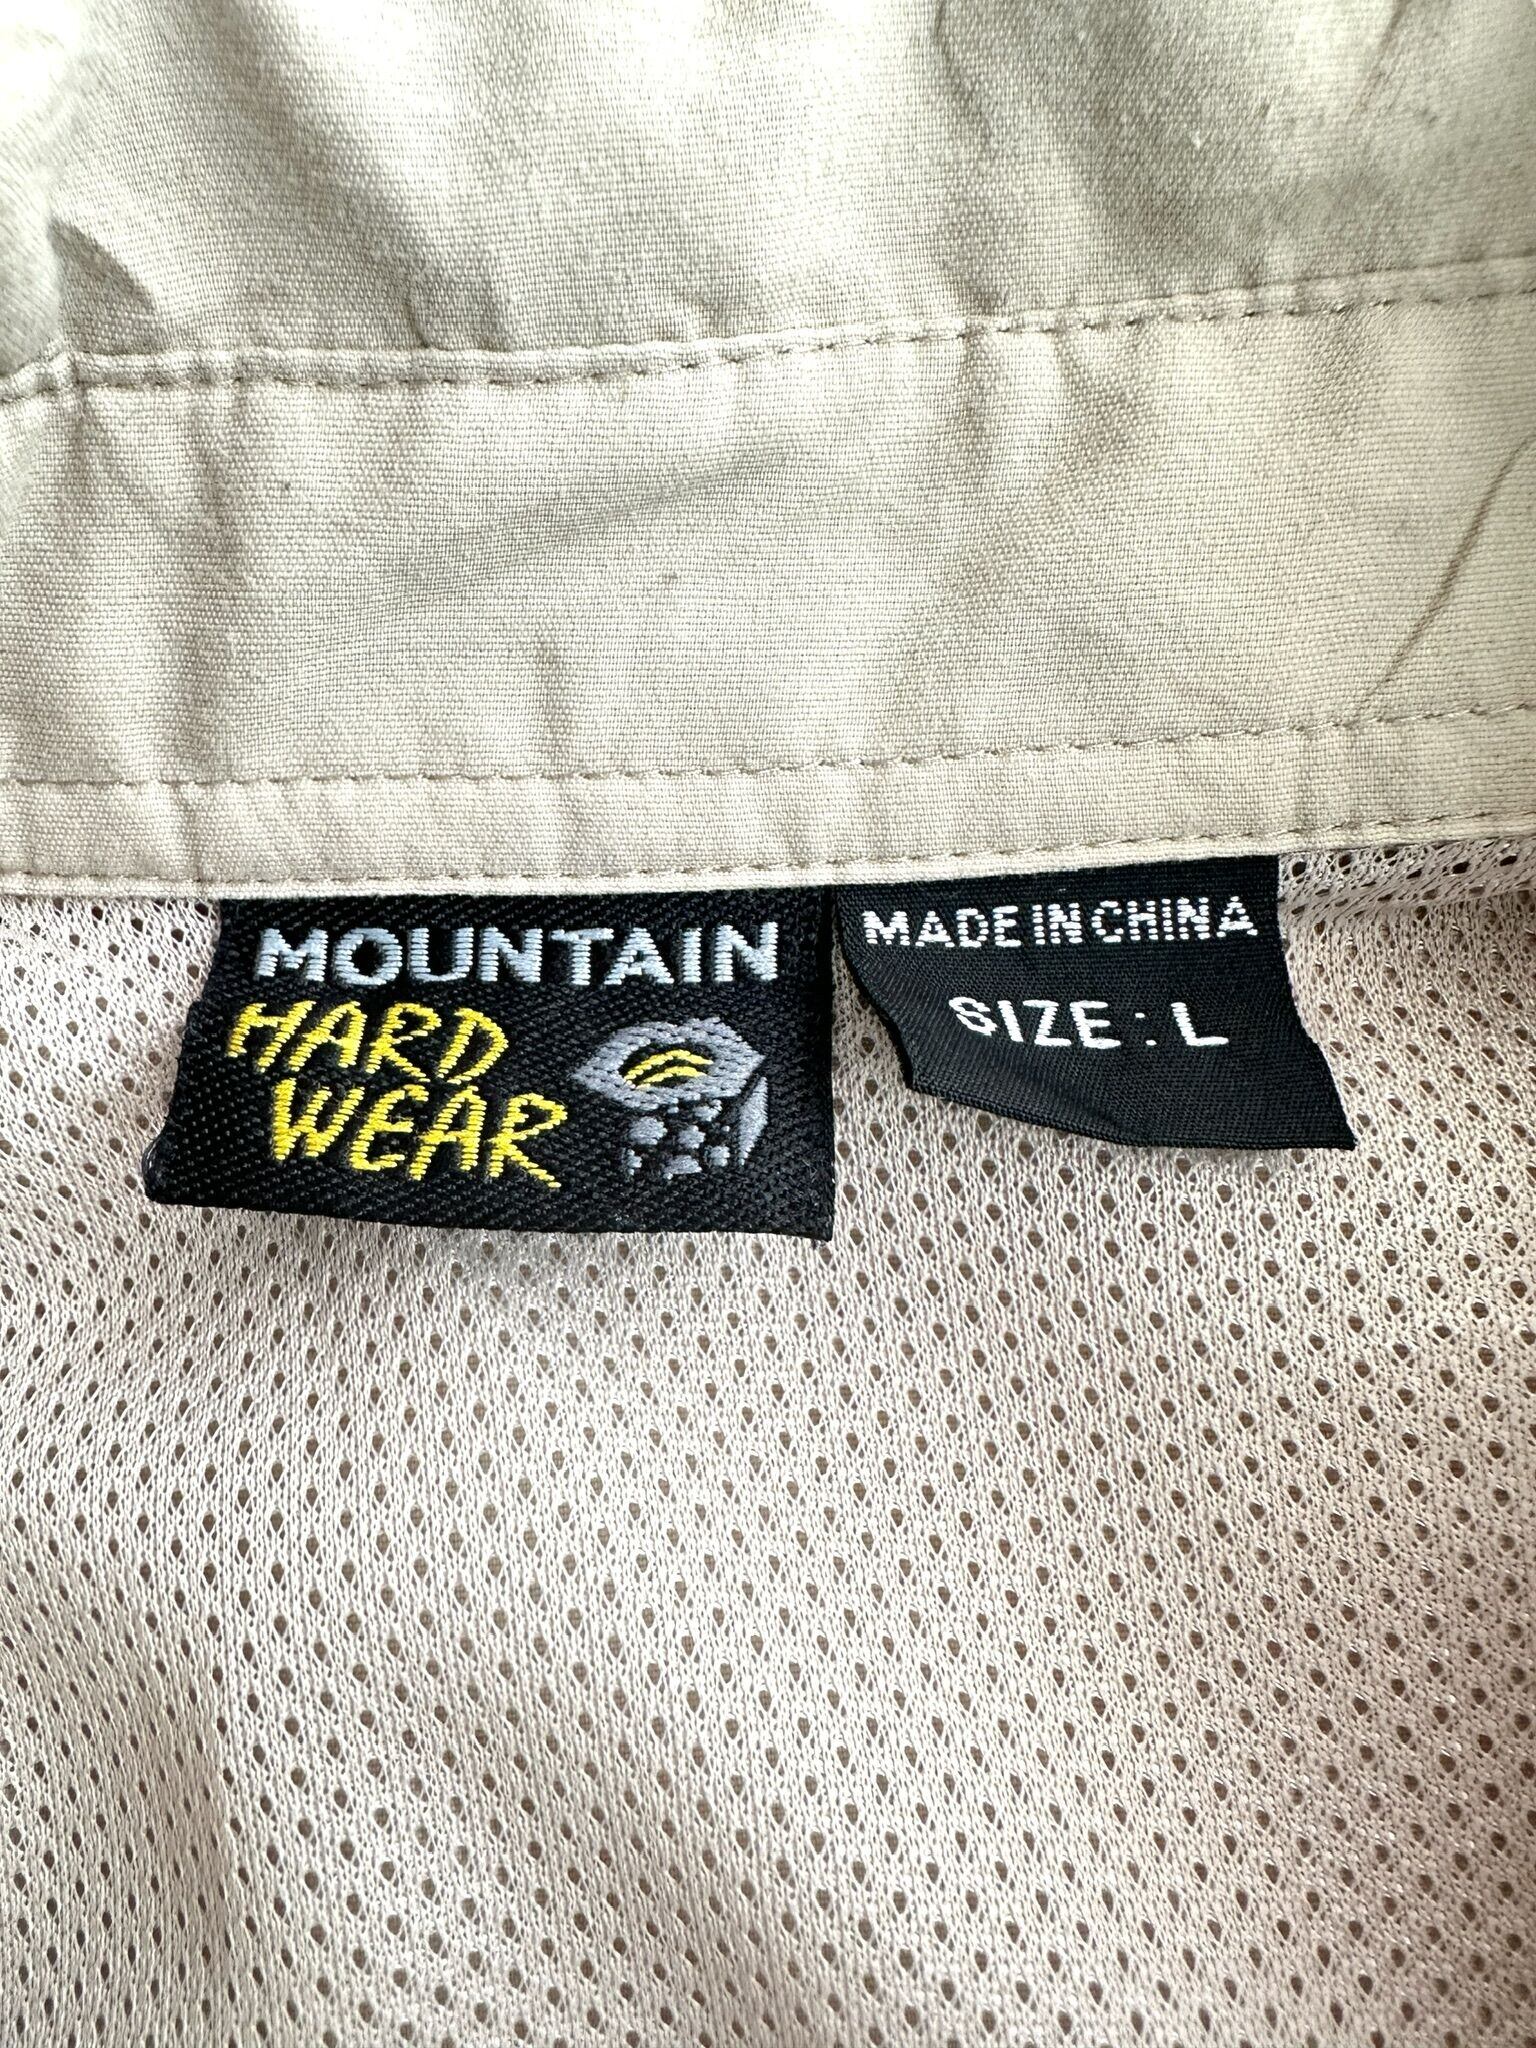 MOUNTAIN
HARD
WEAR
MADE IN CHINA
SIZE : L